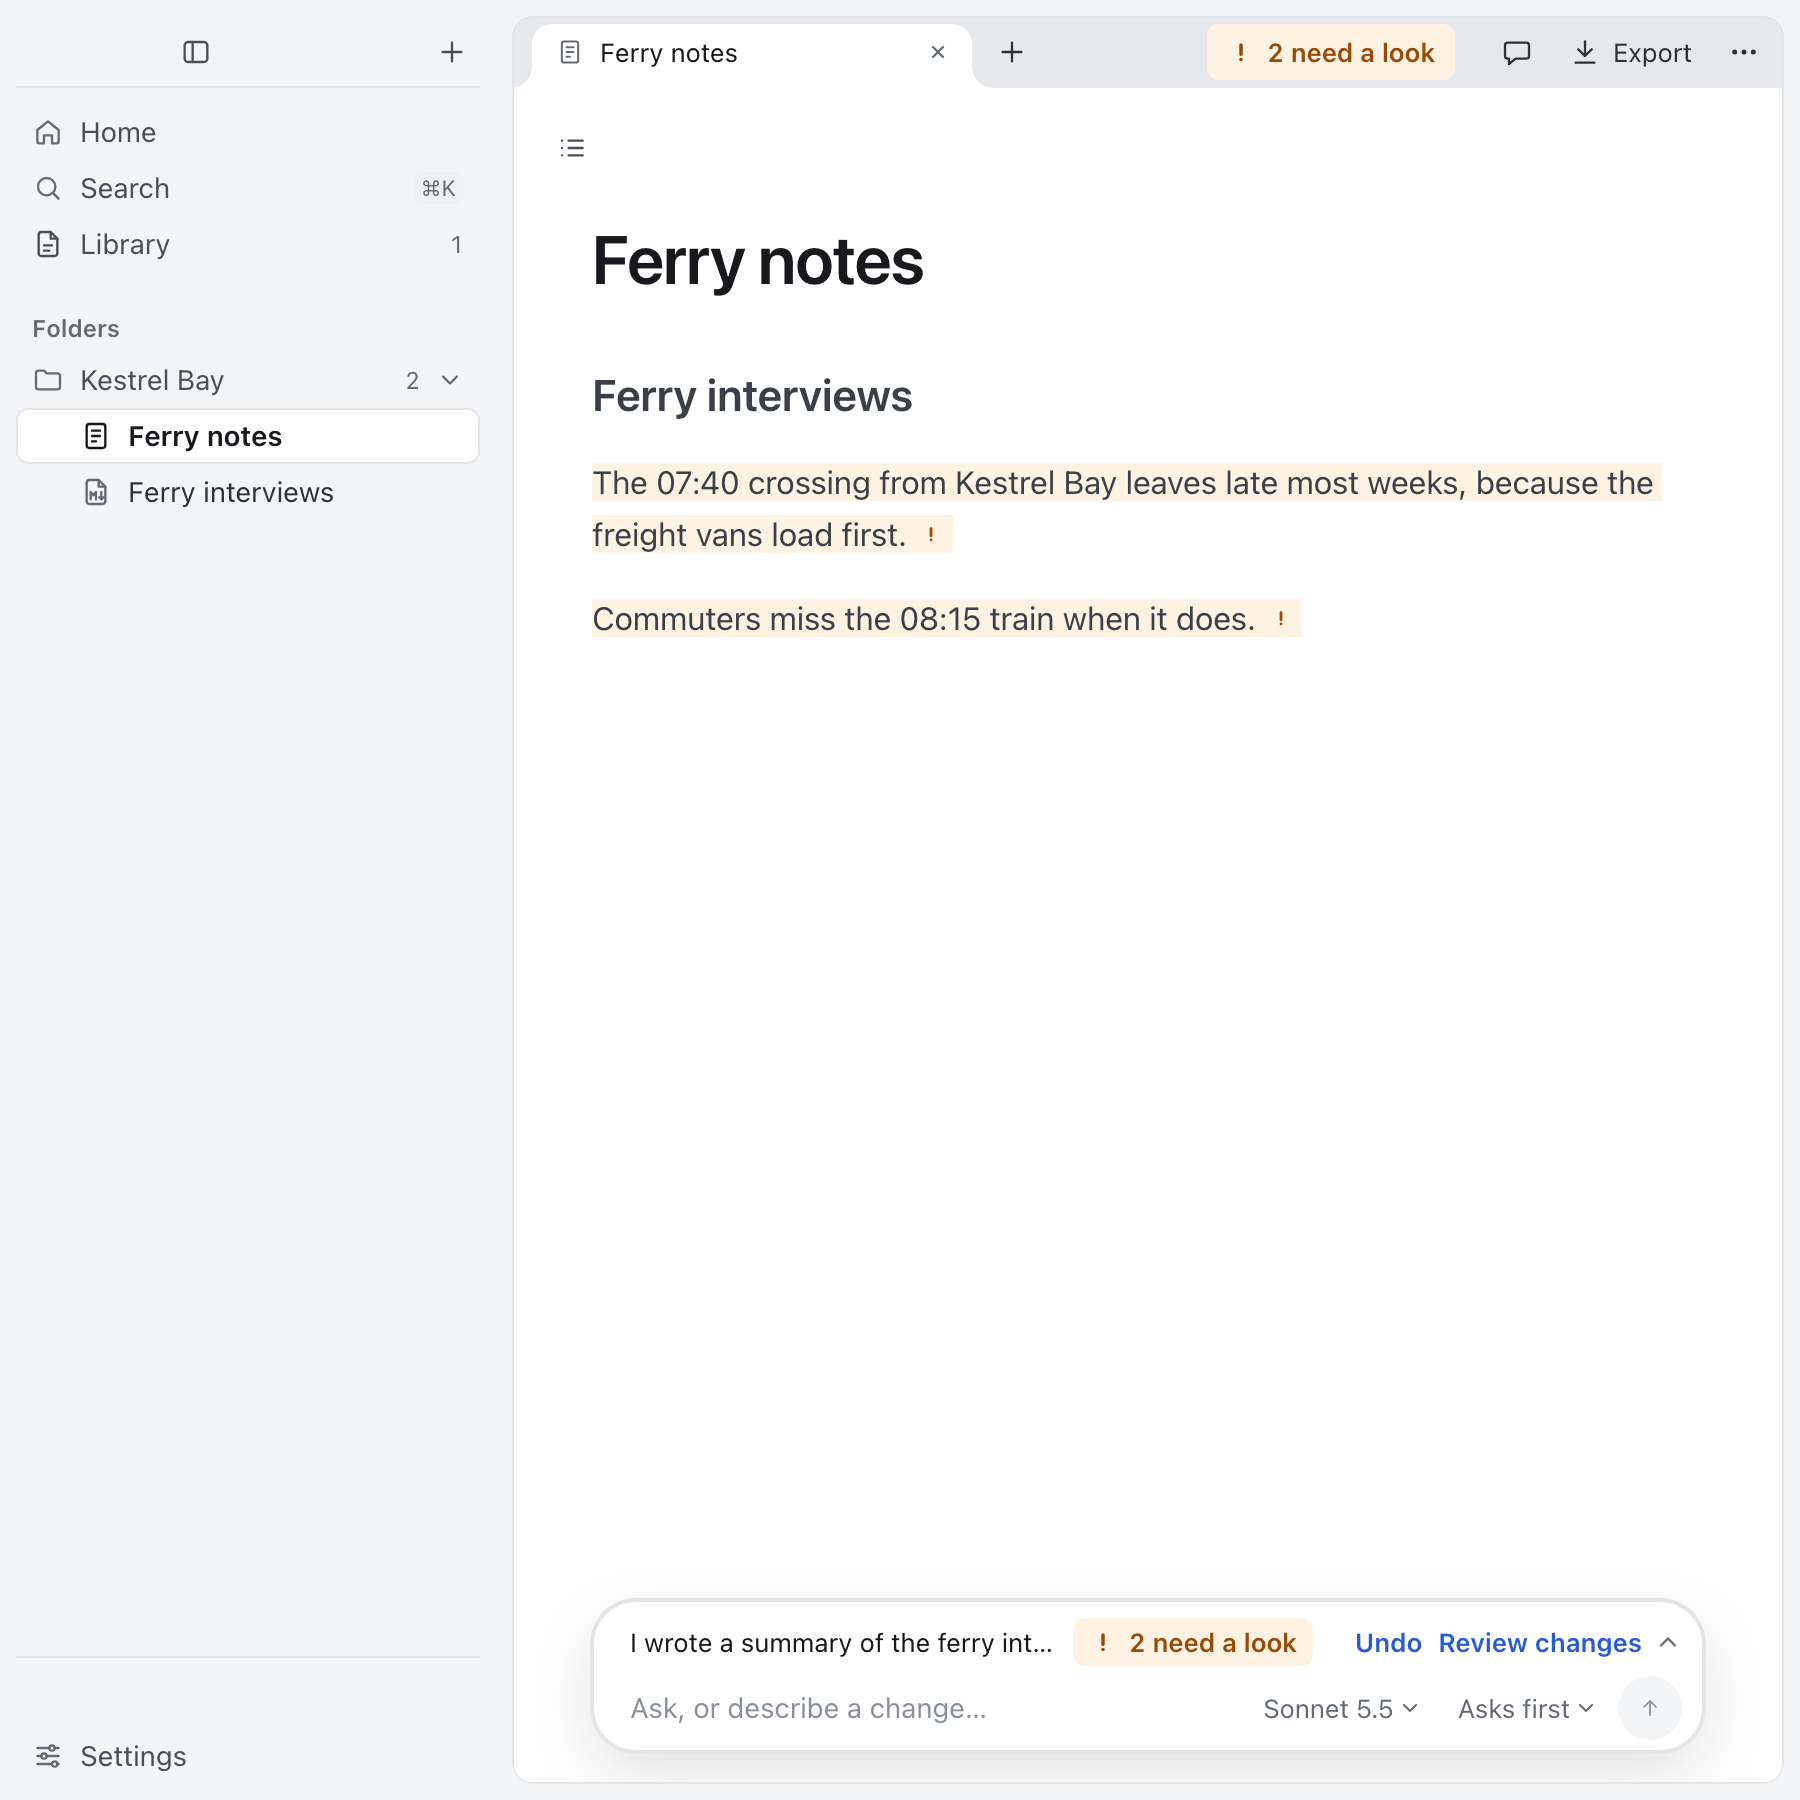 Home
Search ⌘K
Library 1
Folders
Kestrel Bay 2
Ferry notes
Ferry interviews
Settings
Ferry notes
! 2 need a look
Export
Ferry notes
Ferry interviews
The 07:40 crossing from Kestrel Bay leaves late most weeks, because the
freight vans load first. !
Commuters miss the 08:15 train when it does. !
I wrote a summary of the ferry int... ! 2 need a look Undo Review changes
Ask, or describe a change... Sonnet 5.5 Asks first